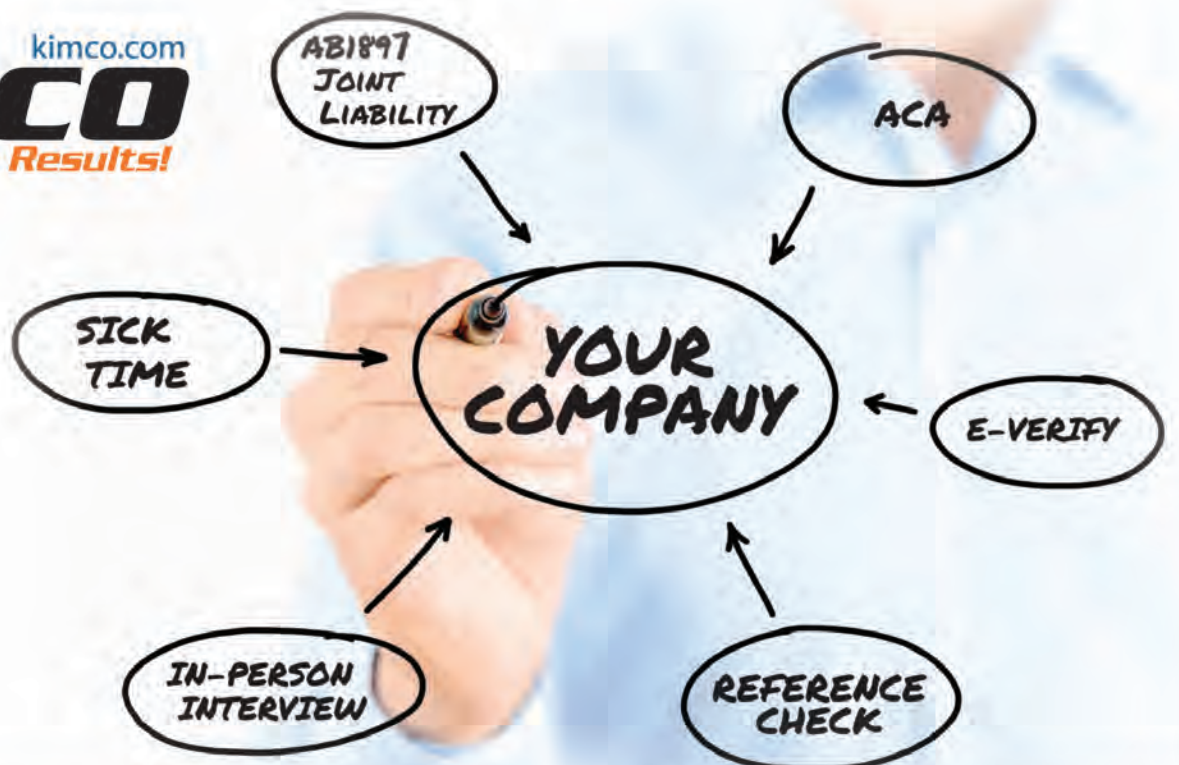 kimco.com
CO
Results!
AB1897
JOINT
LIABILITY
ACA
SICK
TIME
YOUR
COMPANY
E-VERIFY
IN-PERSON
INTERVIEW
REFERENCE
CHECK